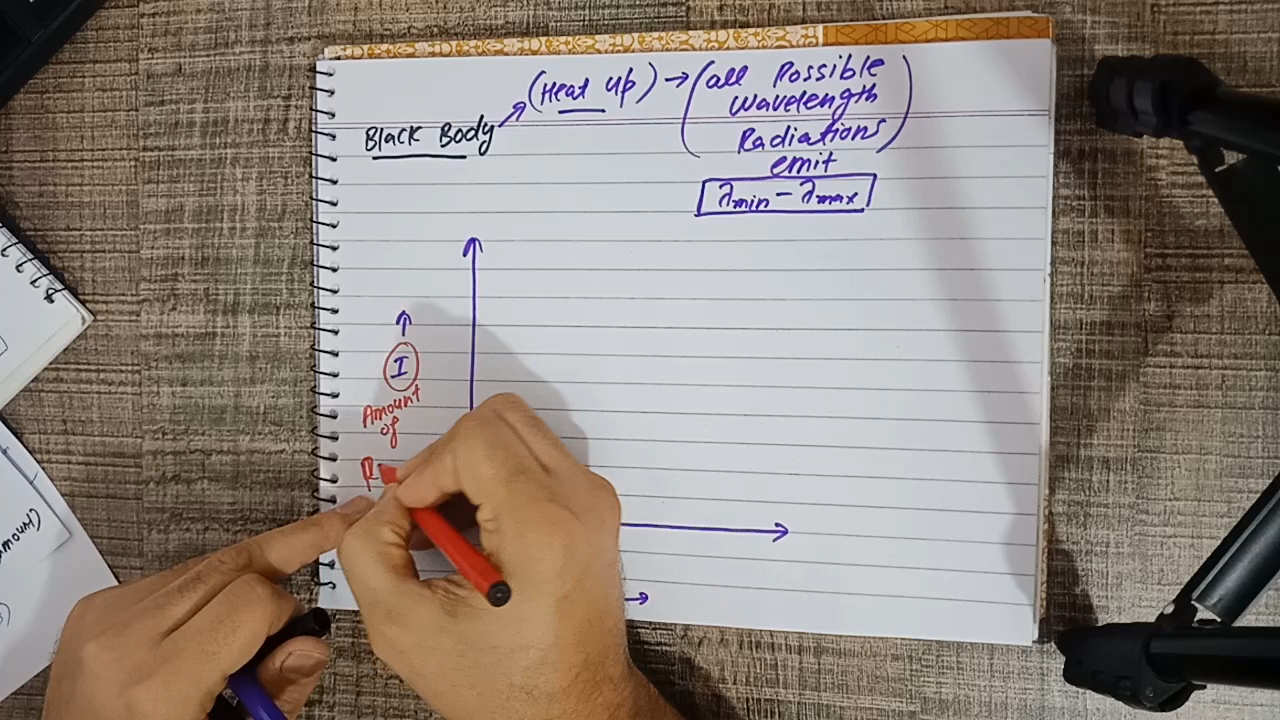 (Heat up) → (all Possible
Wavelength
Radiations)
emit
λmin - λmax
Black Body
I
Amount
of
R